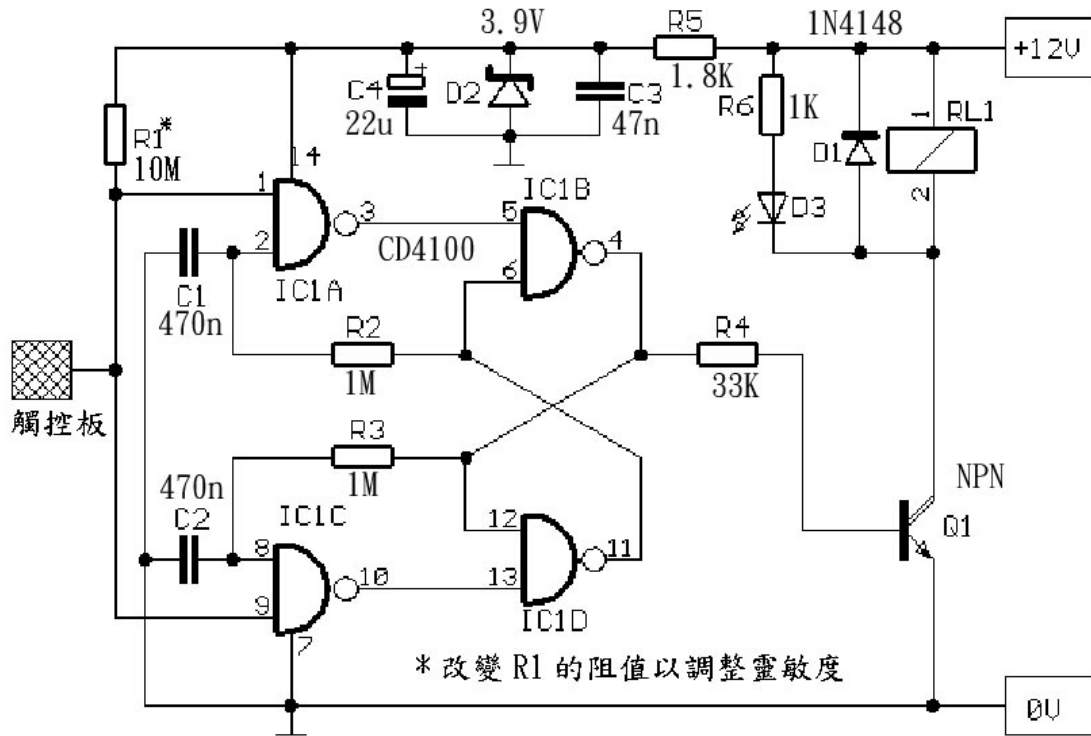 3.9V
R5
1.8K
1N4148
+12V
C4
+
22u
D2
C3
47n
R6
1K
D1
1
RL1
2
D3
R1*
10M
14
1
2
3
IC1A
CD4100
5
6
IC1B
4
C1
470n
R2
1M
R4
33K
觸控板
R3
1M
470n
C2
IC1C
8
9
10
7
12
13
11
IC1D
NPN
Q1
*改變 R1 的阻值以調整靈敏度
0V